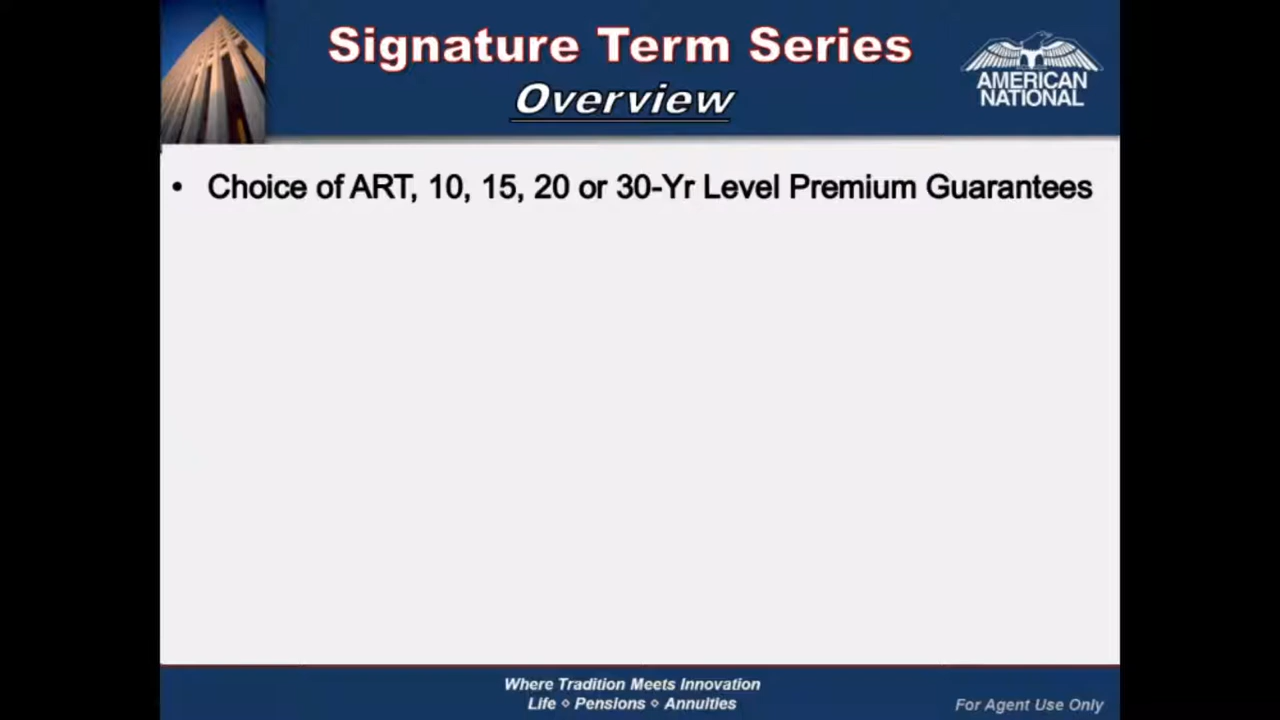 Signature Term Series
Overview
AMERICAN
NATIONAL
• Choice of ART, 10, 15, 20 or 30-Yr Level Premium Guarantees
Where Tradition Meets Innovation
Life ⋄ Pensions ⋄ Annuities
For Agent Use Only